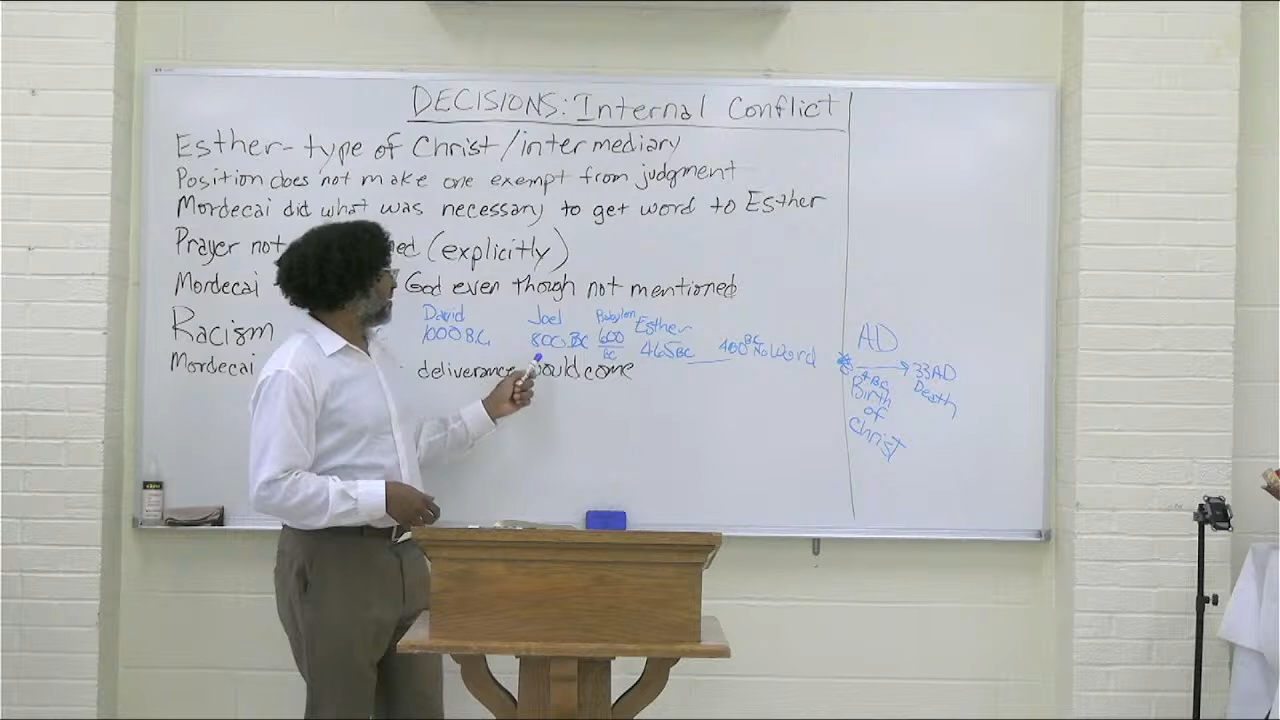 DECISIONS: Internal Conflict
Esther- type of Christ/intermediary
Position does not make one exempt from judgment
Mordecai did what was necessary to get word to Esther
Prayer not ed (explicitly)
Mordecai God even though not mentioned
Racism
David
1000 B.C.
Joel
800 BC
Babylon
600
BC
Esther
465 BC
400 BC No Word
Mordecai deliverance would come
AD
4 BC
Birth
of
Christ
33 AD
Death